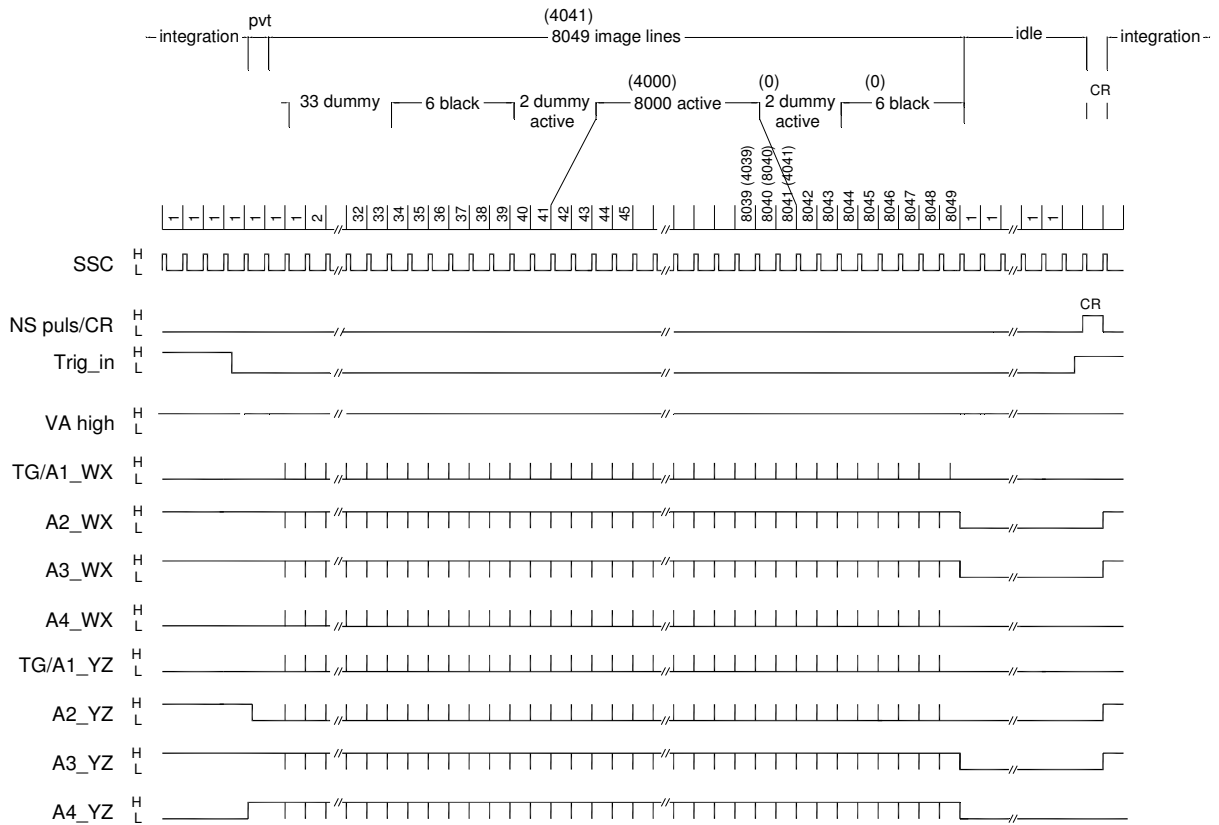 (4041)
integration pvt 8049 image lines idle integration
(4000) (0) (0)
33 dummy 6 black 2 dummy 8000 active 2 dummy 6 black CR
active active
1 1 1 1 1 1 1 2 32 33 34 35 36 37 38 39 40 41 42 43 44 45 8039 (4039) 8040 (8040) 8041 (4041) 8042 8043 8044 8045 8046 8047 8048 8049 1 1 1 1
SSC H
L
CR
NS puls/CR H
L
Trig_in H
L
VA high H
L
TG/A1_WX H
L
A2_WX H
L
A3_WX H
L
A4_WX H
L
TG/A1_YZ H
L
A2_YZ H
L
A3_YZ H
L
A4_YZ H
L